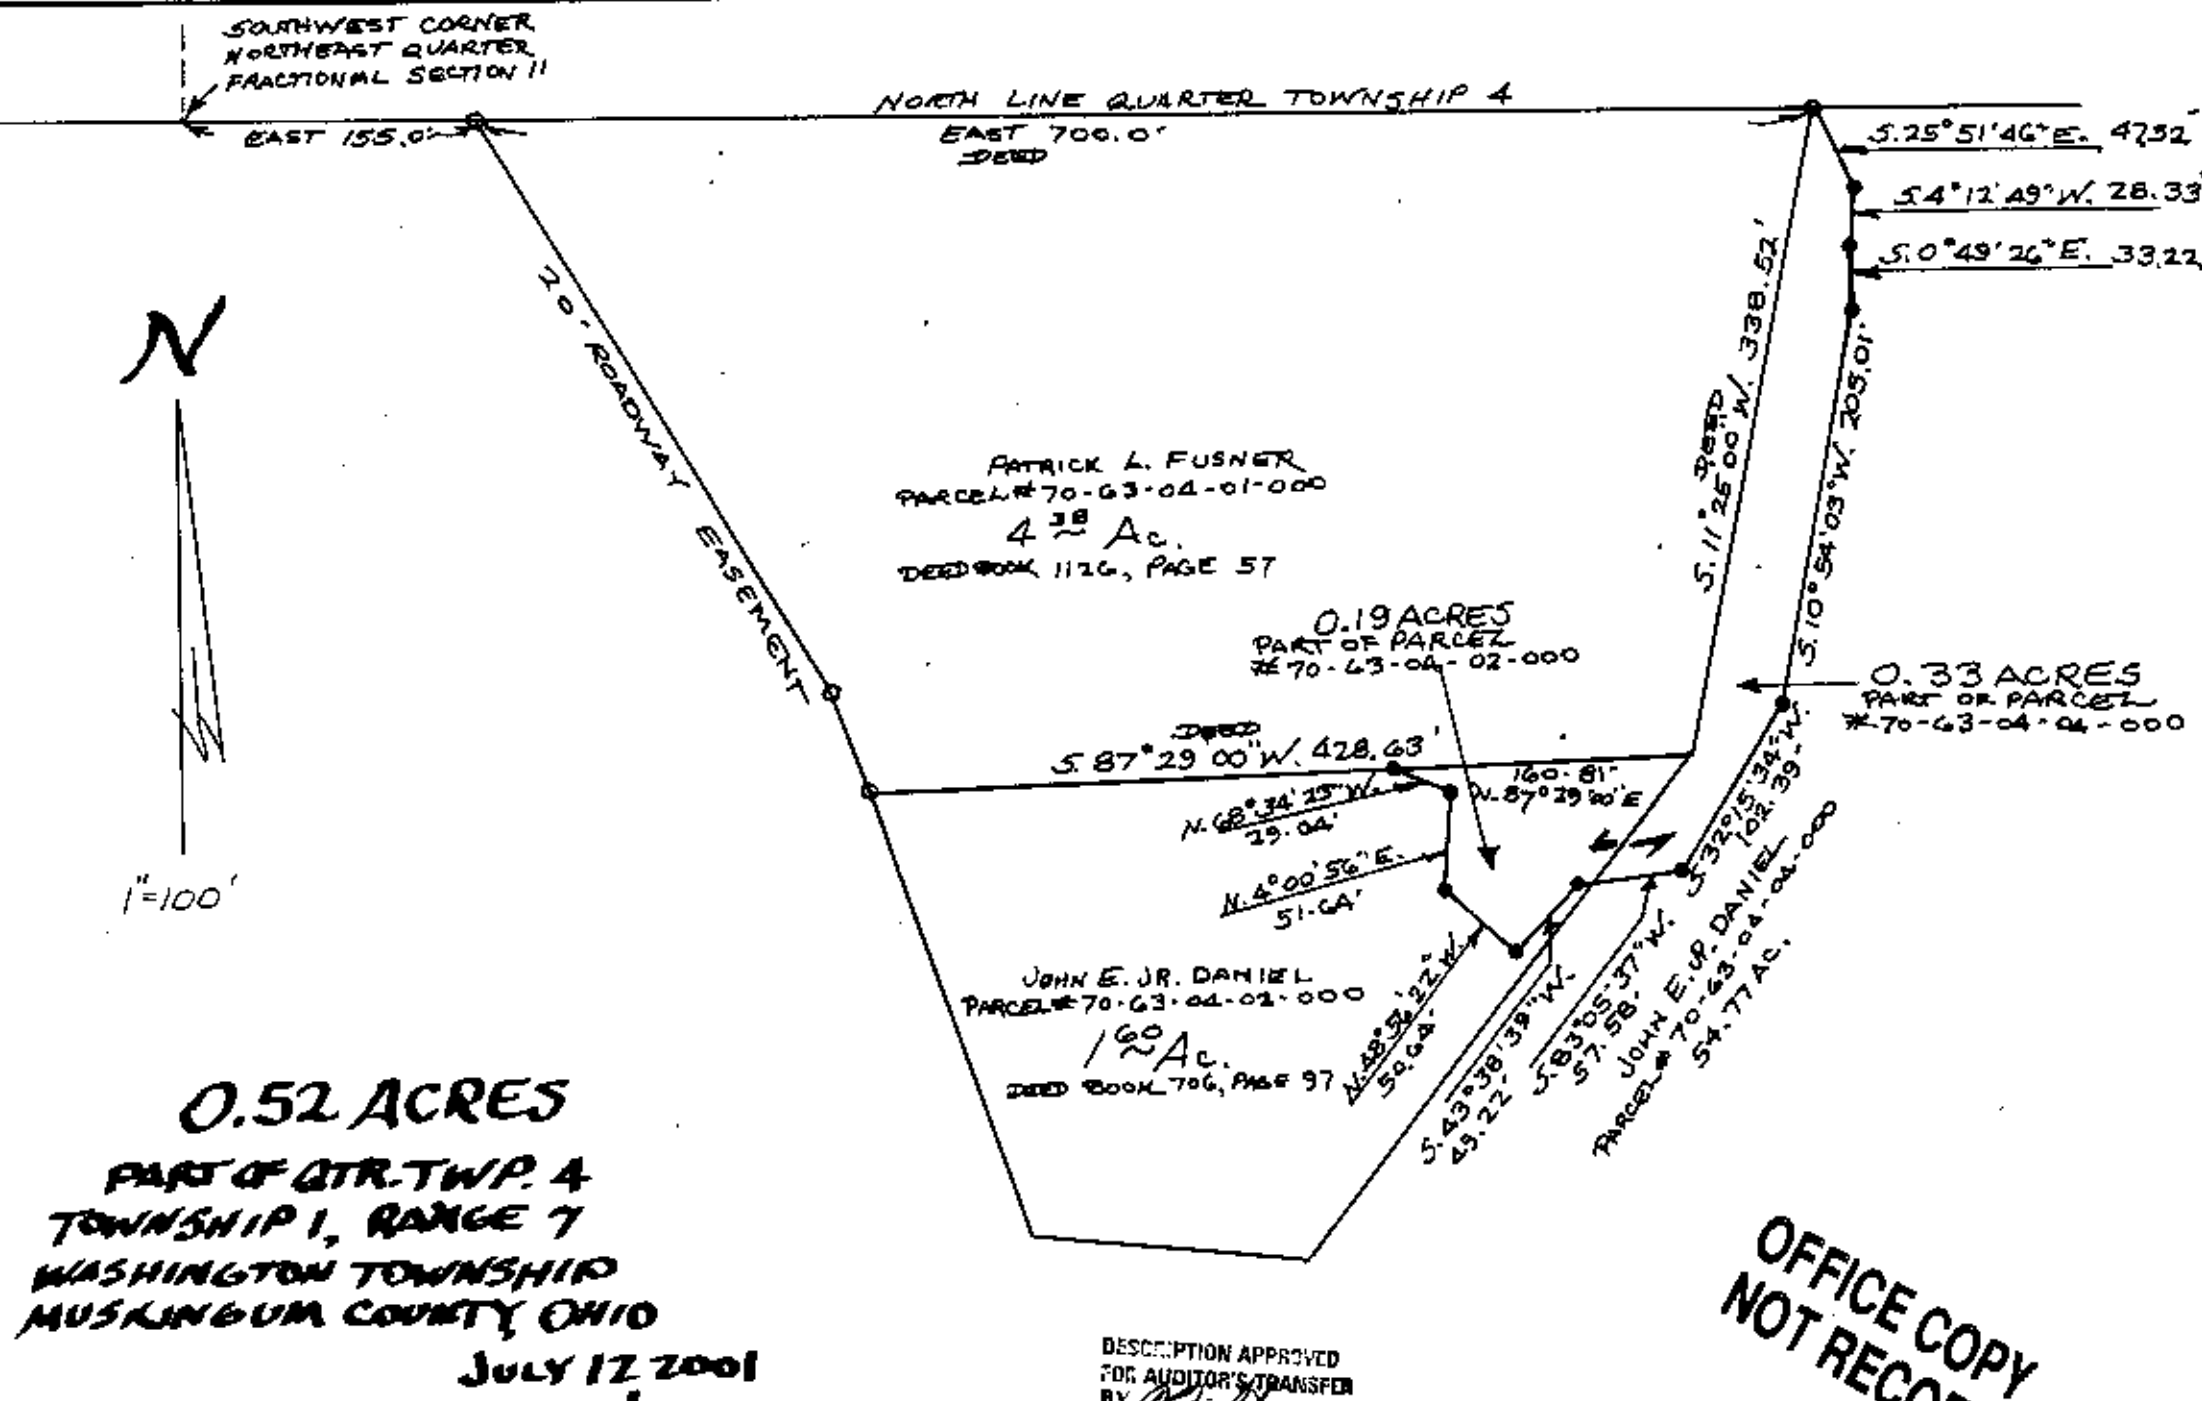 SOUTHWEST CORNER
NORTHEAST QUARTER
FRACTIONAL SECTION 11
NORTH LINE QUARTER TOWNSHIP 4
EAST 155.0'
EAST 700.0'
DEED
S.25°51'46"E. 47.52'
S.4°12'49"W. 28.33'
S.0°49'26"E. 33.22
N
1"=100'
20' ROADWAY EASEMENT
PATRICK L. FUSNER
PARCEL# 70-63-04-01-000
4 38 Ac.
DEED BOOK 1126, PAGE 57
DEED
S. 11° 25' 00" W. 338.52'
S. 10° 54' 03" W. 205.01'
0.19 ACRES
PART OF PARCEL
# 70-63-04-02-000
0.33 ACRES
PART OF PARCEL
# 70-63-04-04-000
DEED
S. 87° 29' 00" W. 428.63'
160.81'
N. 87° 29' 00" E
N. 68° 34' 25" W.
29.04'
N. 4° 00' 56" E.
51.64'
N. 48° 56' 22" W.
50.64'
S. 43° 38' 39" W.
45.22'
S. 83° 05' 37" W.
57.58'
S. 32° 15' 34" W.
102.39'
JOHN E. JR. DANIEL
PARCEL# 70-63-04-04-000
54.77 AC.
JOHN E. JR. DANIEL
PARCEL# 70-63-04-02-000
1 60 Ac.
DEED BOOK 706, PAGE 97
0.52 ACRES
PART OF QTR. TWP. 4
TOWNSHIP 1, RANGE 7
WASHINGTON TOWNSHIP
MUSKINGUM COUNTY, OHIO
JULY 12, 2001
DESCRIPTION APPROVED
FOR AUDITOR'S TRANSFER
BY
OFFICE COPY
NOT RECO